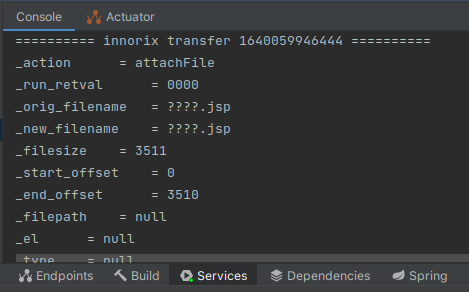 Console Actuator
========== innorix transfer 1640059946444 ==========
_action = attachFile
_run_retval = 0000
_orig_filename = ????.jsp
_new_filename = ????.jsp
_filesize = 3511
_start_offset = 0
_end_offset = 3510
_filepath = null
_el = null
_type = null
Endpoints Build Services Dependencies Spring